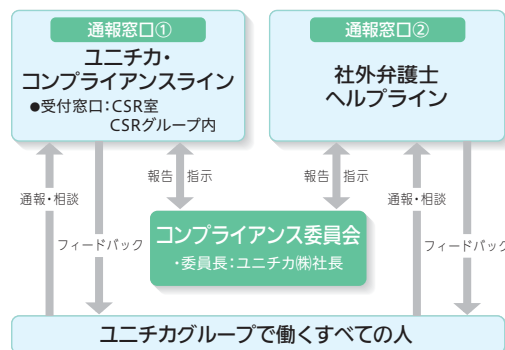 通報窓口①
ユニチカ・
コンプライアンスライン
●受付窓口：CSR室
CSRグループ内
通報窓口②
社外弁護士
ヘルプライン
通報・相談
フィードバック
報告 指示
報告 指示
通報・相談
フィードバック
コンプライアンス委員会
・委員長：ユニチカ㈱社長
ユニチカグループで働くすべての人